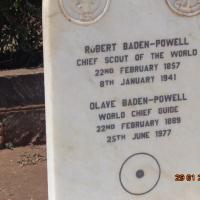 ROBERT BADEN-POWELL
CHIEF SCOUT OF THE WORLD
22ND FEBRUARY 1857
8TH JANUARY 1941
OLAVE BADEN-POWELL
WORLD CHIEF GUIDE
22ND FEBRUARY 1889
25TH JUNE 1977